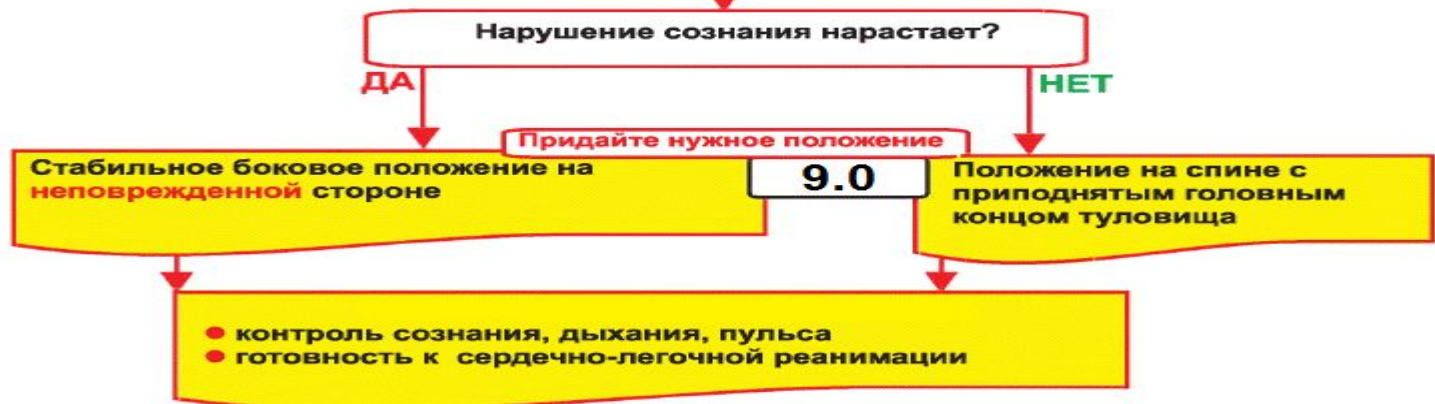 Нарушение сознания нарастает?
ДА
НЕТ
Придайте нужное положение
Стабильное боковое положение на
неповрежденной стороне
9.0
Положение на спине с
приподнятым головным
концом туловища
контроль сознания, дыхания, пульса
готовность к сердечно-легочной реанимации